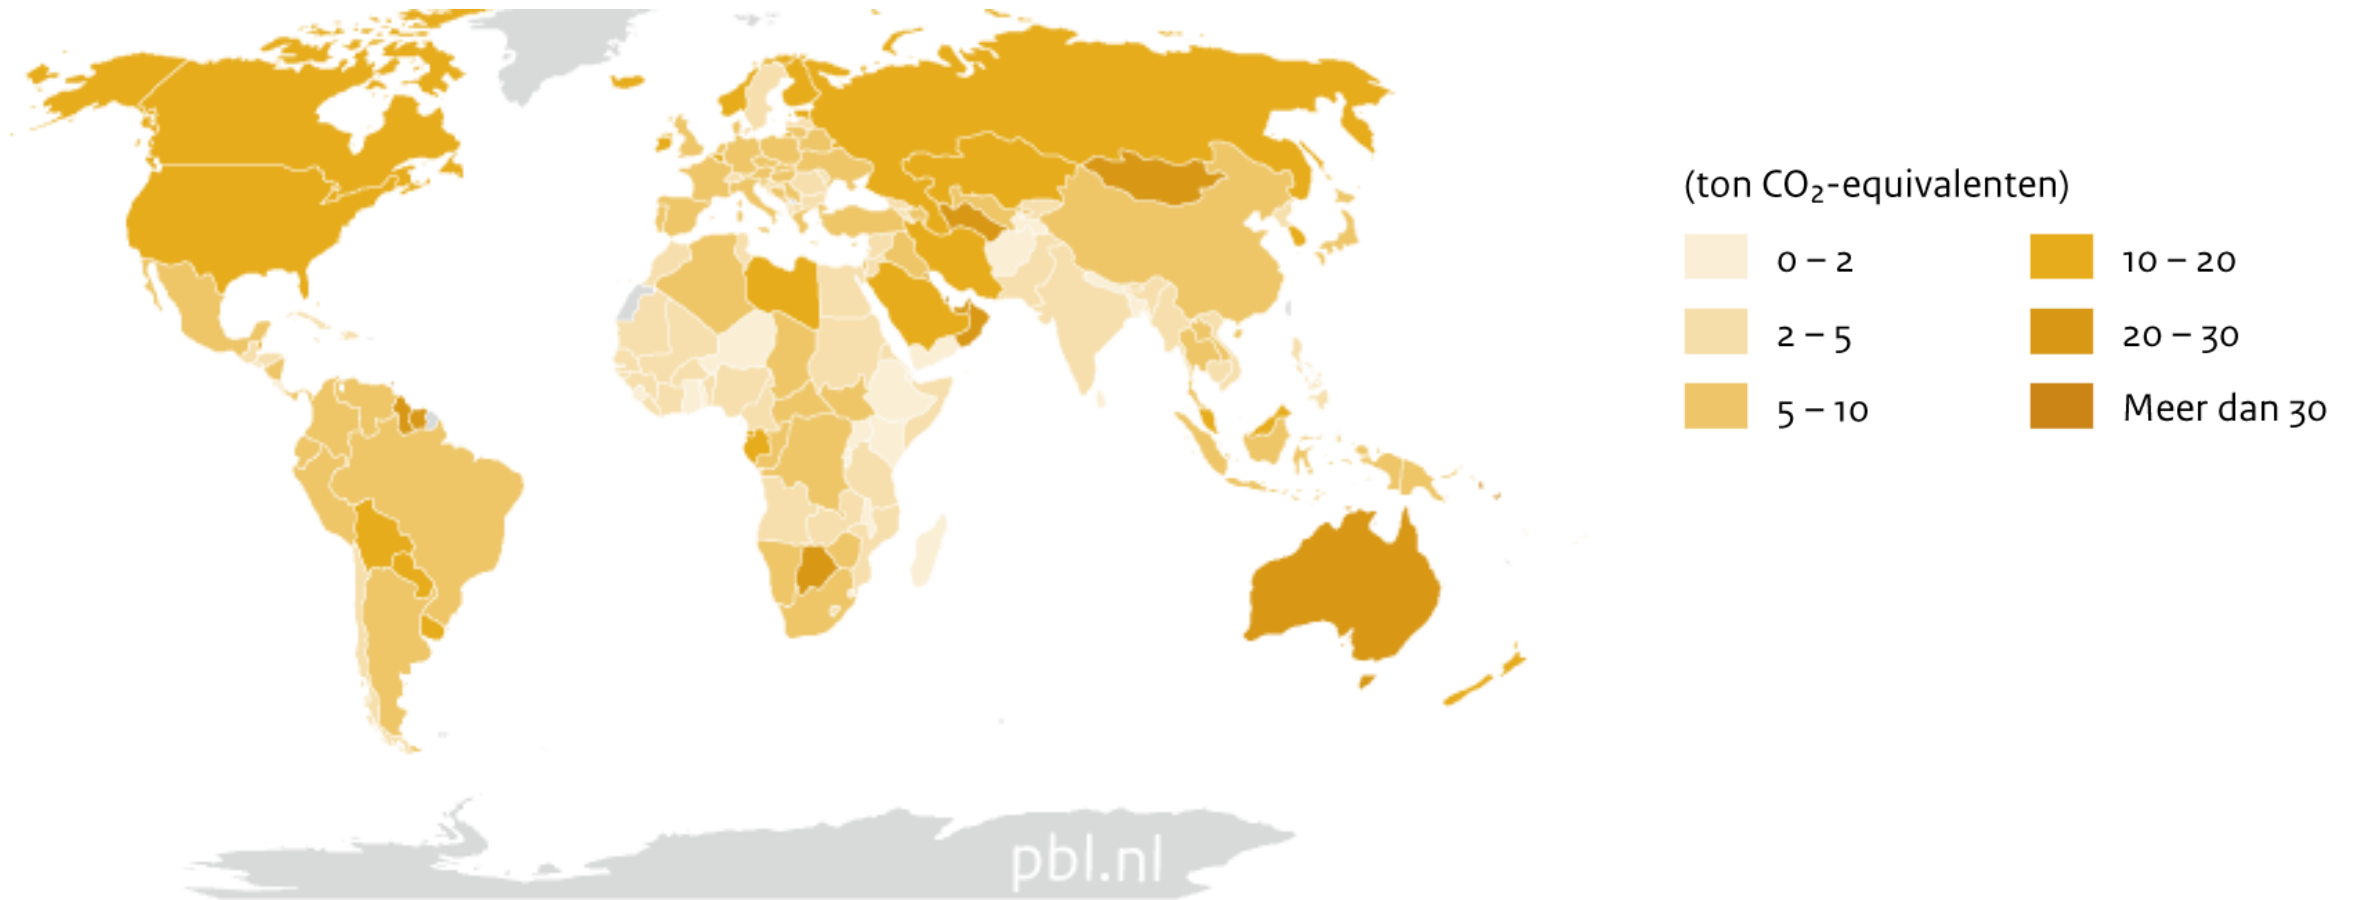 (ton CO₂-equivalenten)
0 – 2
2 – 5
5 – 10
10 – 20
20 – 30
Meer dan 30
pbl.nl